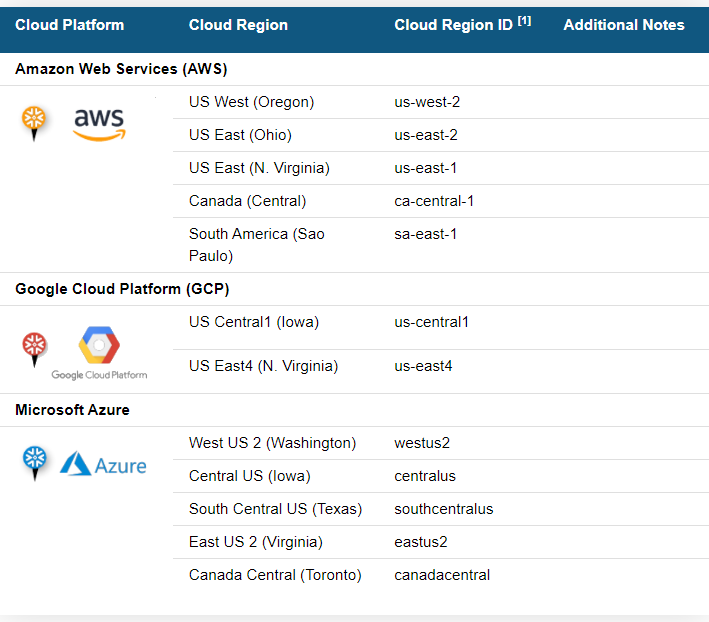 Cloud Platform Cloud Region Cloud Region ID [1] Additional Notes
Amazon Web Services (AWS)
aws
US West (Oregon) us-west-2
US East (Ohio) us-east-2
US East (N. Virginia) us-east-1
Canada (Central) ca-central-1
South America (Sao
Paulo) sa-east-1
Google Cloud Platform (GCP)
Google Cloud Platform
US Central1 (Iowa) us-central1
US East4 (N. Virginia) us-east4
Microsoft Azure
Azure
West US 2 (Washington) westus2
Central US (Iowa) centralus
South Central US (Texas) southcentralus
East US 2 (Virginia) eastus2
Canada Central (Toronto) canadacentral